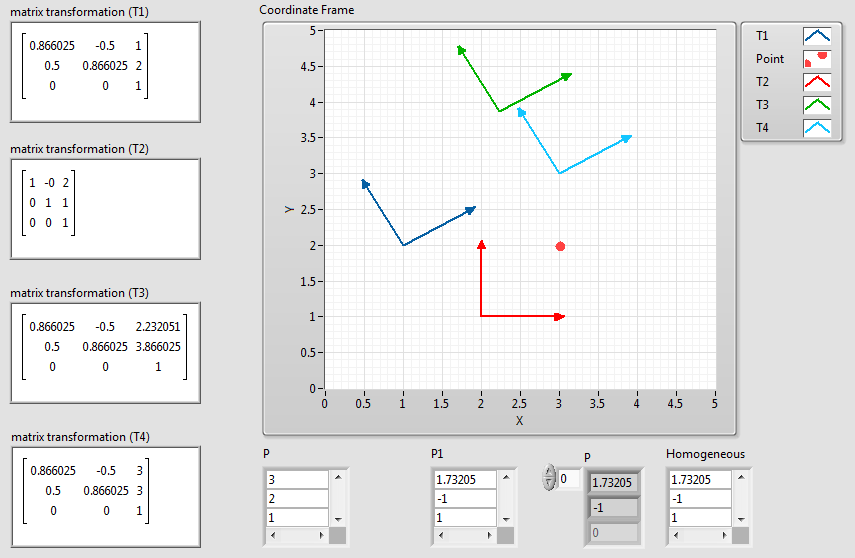 matrix transformation (T1)
0.866025 -0.5 1
0.5 0.866025 2
0 0 1
matrix transformation (T2)
1 -0 2
0 1 1
0 0 1
matrix transformation (T3)
0.866025 -0.5 2.232051
0.5 0.866025 3.866025
0 0 1
matrix transformation (T4)
0.866025 -0.5 3
0.5 0.866025 3
0 0 1
Coordinate Frame
5
4.5
4
3.5
3
2.5
2
1.5
1
0.5
0
Y
0 0.5 1 1.5 2 2.5 3 3.5 4 4.5 5
X
T1
Point
T2
T3
T4
P
3
2
1
P1
1.73205
-1
1
0
P
1.73205
-1
0
Homogeneous
1.73205
-1
1